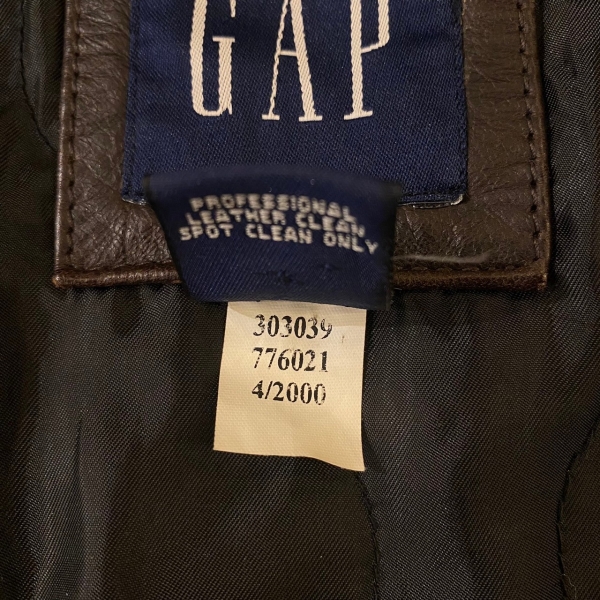 GAP
PROFESSIONAL
LEATHER CLEAN
SPOT CLEAN ONLY
303039
776021
4/2000